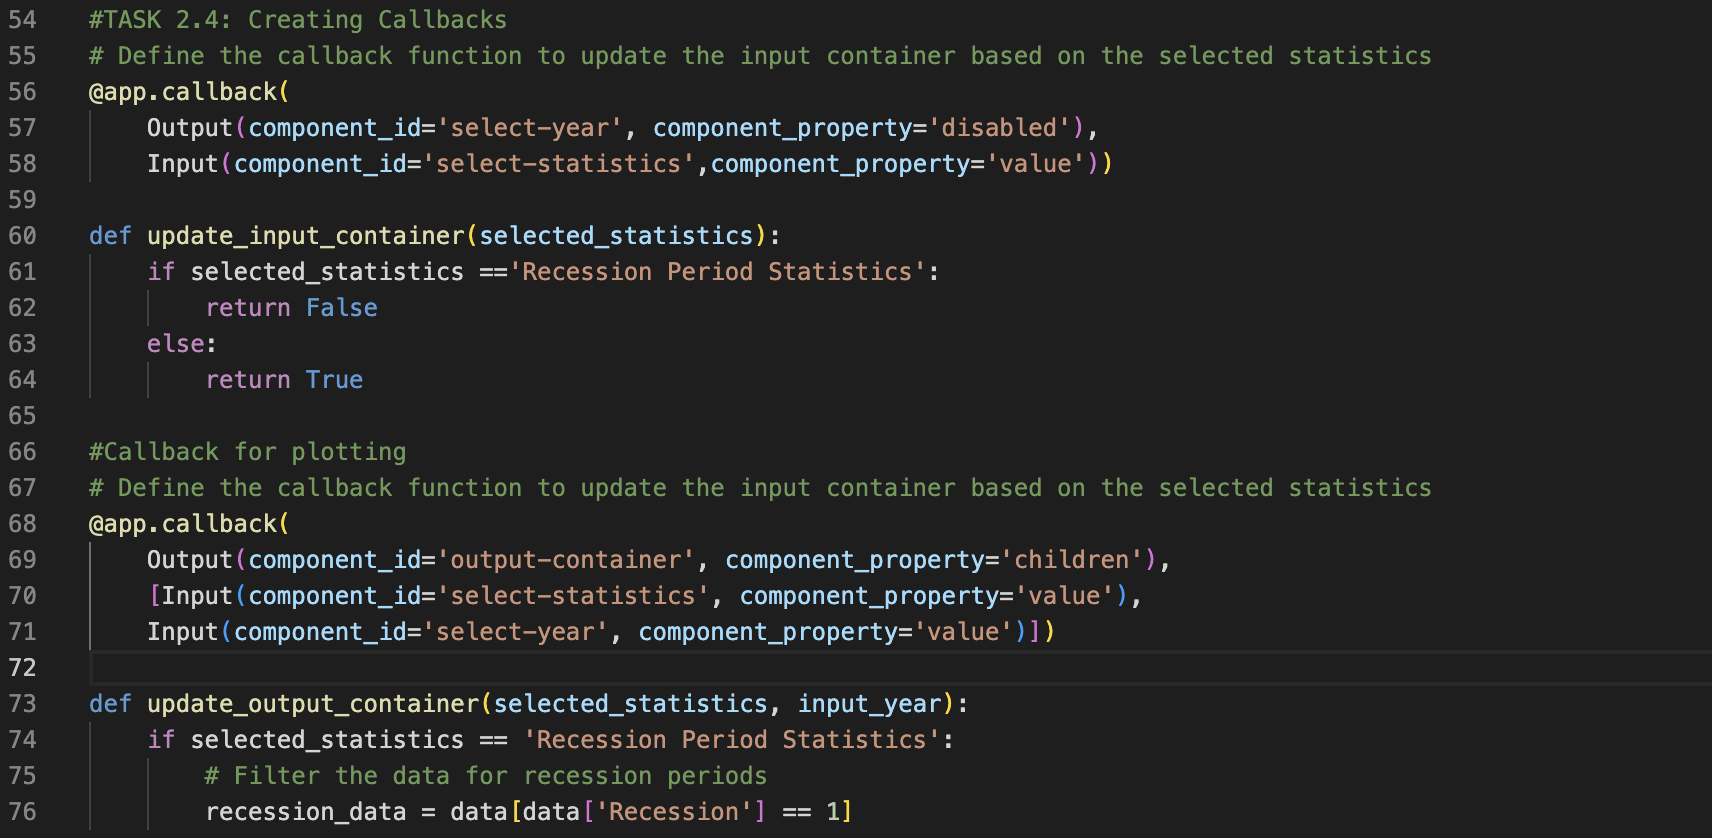 54 #TASK 2.4: Creating Callbacks
55 # Define the callback function to update the input container based on the selected statistics
56 @app.callback(
57     Output(component_id='select-year', component_property='disabled'),
58     Input(component_id='select-statistics',component_property='value'))
59
60 def update_input_container(selected_statistics):
61     if selected_statistics =='Recession Period Statistics':
62         return False
63     else:
64         return True
65
66 #Callback for plotting
67 # Define the callback function to update the input container based on the selected statistics
68 @app.callback(
69     Output(component_id='output-container', component_property='children'),
70     [Input(component_id='select-statistics', component_property='value'),
71     Input(component_id='select-year', component_property='value')])
72
73 def update_output_container(selected_statistics, input_year):
74     if selected_statistics == 'Recession Period Statistics':
75         # Filter the data for recession periods
76         recession_data = data[data['Recession'] == 1]